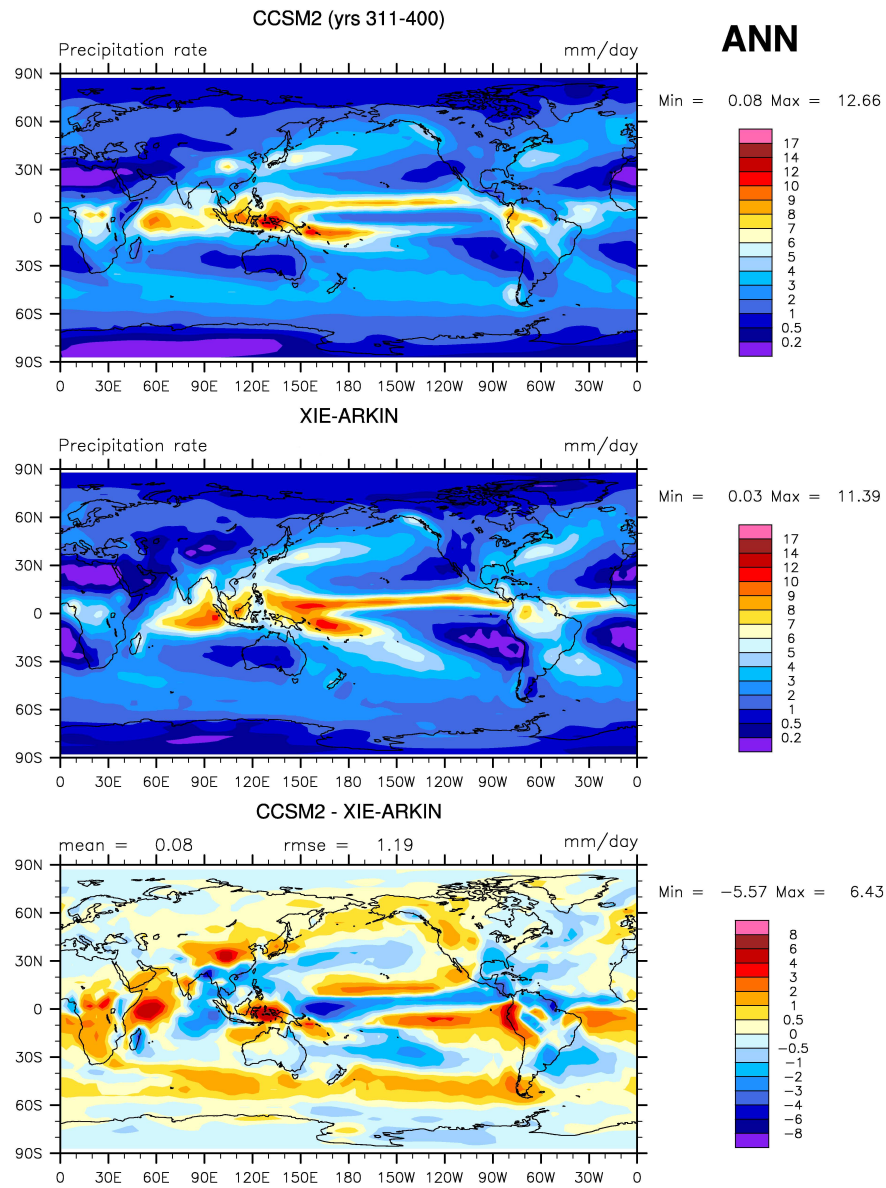 CCSM2 (yrs 311-400)
ANN
Precipitation rate mm/day
Min = 0.08 Max = 12.66
90N
60N
30N
0
30S
60S
90S
0 30E 60E 90E 120E 150E 180 150W 120W 90W 60W 30W 0
17
14
12
10
9
8
7
6
5
4
3
2
1
0.5
0.2
XIE-ARKIN
Precipitation rate mm/day
Min = 0.03 Max = 11.39
90N
60N
30N
0
30S
60S
90S
0 30E 60E 90E 120E 150E 180 150W 120W 90W 60W 30W 0
17
14
12
10
9
8
7
6
5
4
3
2
1
0.5
0.2
CCSM2 - XIE-ARKIN
mean = 0.08 rmse = 1.19 mm/day
Min = -5.57 Max = 6.43
90N
60N
30N
0
30S
60S
90S
0 30E 60E 90E 120E 150E 180 150W 120W 90W 60W 30W 0
8
6
4
3
2
1
0.5
0
-0.5
-1
-2
-3
-4
-6
-8